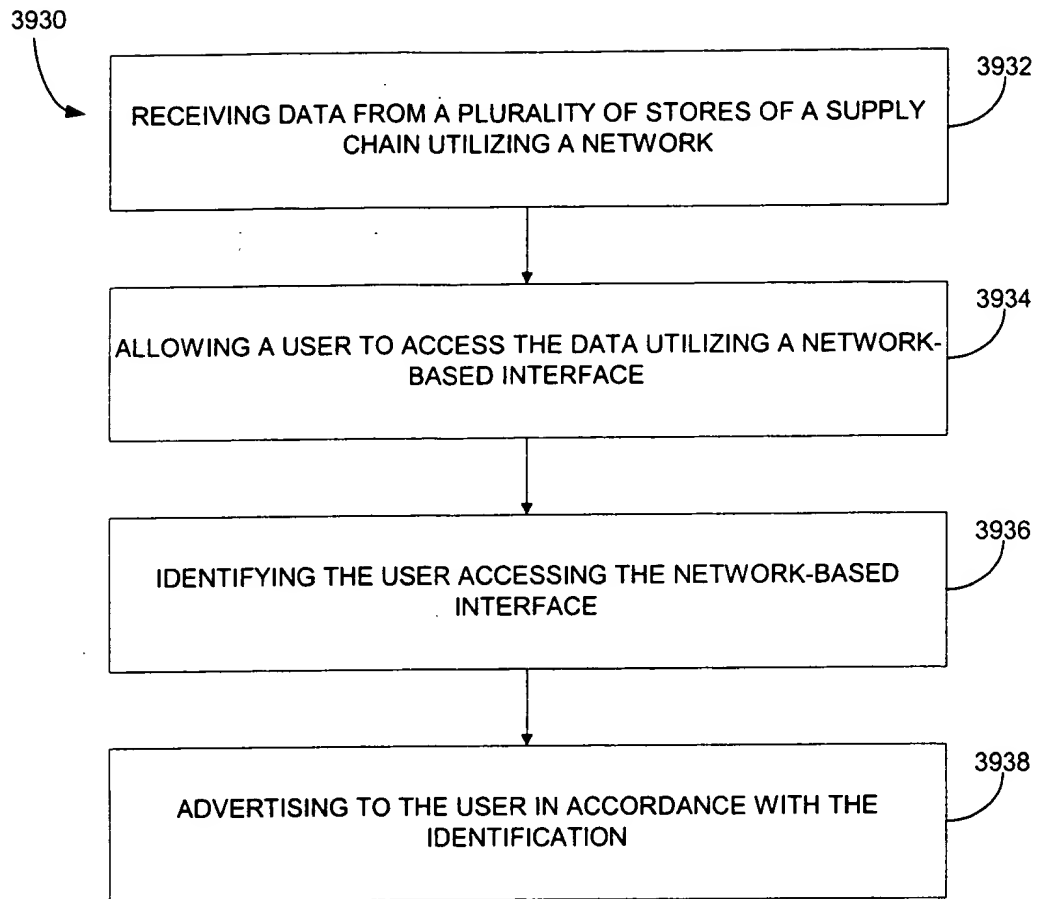 3930
3932
RECEIVING DATA FROM A PLURALITY OF STORES OF A SUPPLY
CHAIN UTILIZING A NETWORK
3934
ALLOWING A USER TO ACCESS THE DATA UTILIZING A NETWORK-
BASED INTERFACE
3936
IDENTIFYING THE USER ACCESSING THE NETWORK-BASED
INTERFACE
3938
ADVERTISING TO THE USER IN ACCORDANCE WITH THE
IDENTIFICATION